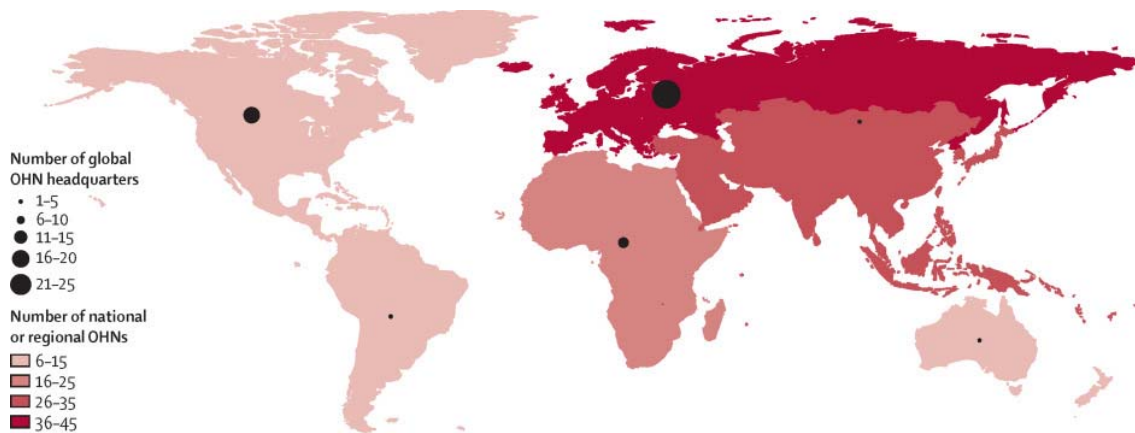 Number of global
OHN headquarters
1–5
6–10
11–15
16–20
21–25
Number of national
or regional OHNs
6–15
16–25
26–35
36–45